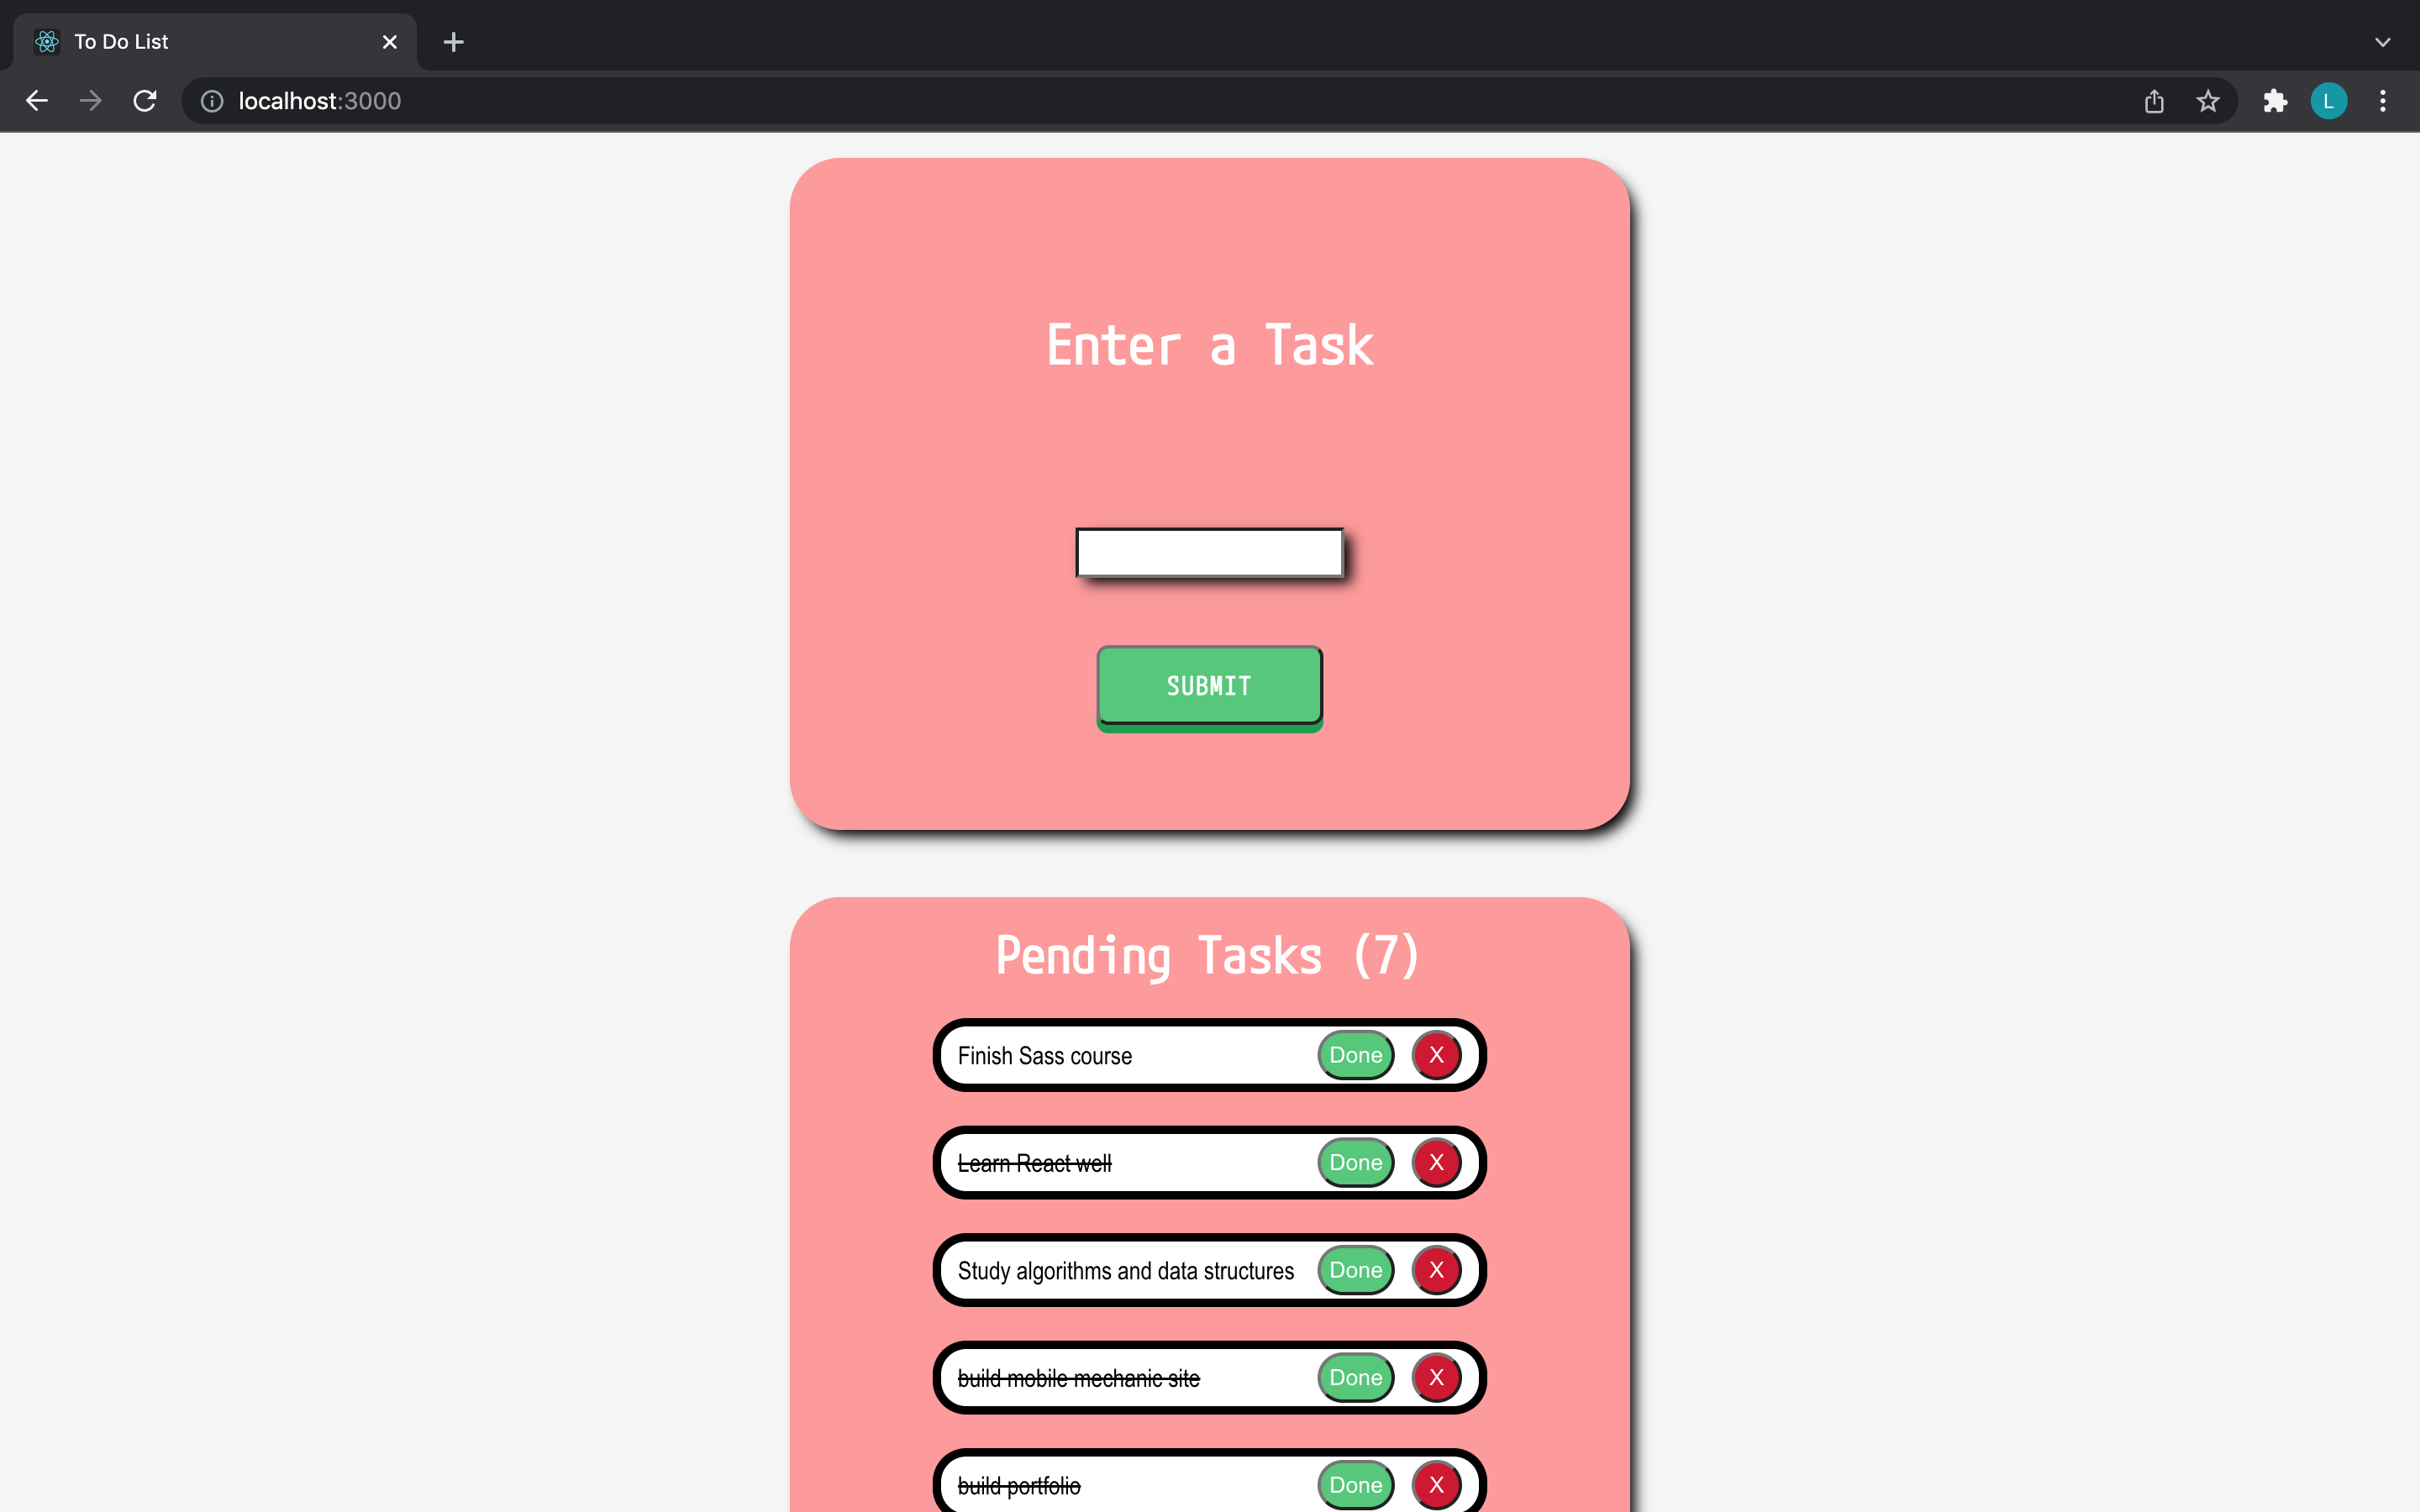 To Do List
localhost:3000
L
Enter a Task
SUBMIT
Pending Tasks (7)
Finish Sass course Done X
Learn React well Done X
Study algorithms and data structures Done X
build mobile mechanic site Done X
build portfolio Done X